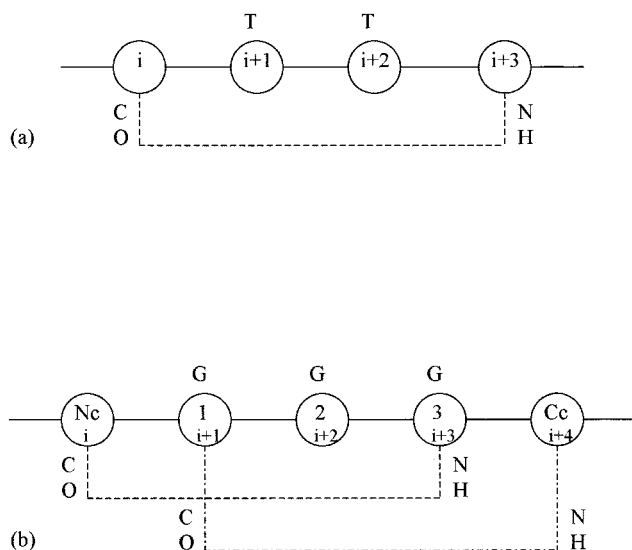 T T
i i+1 i+2 i+3
C N
O H
(a)
G G G
Nc 1 2 3 Cc
i i+1 i+2 i+3 i+4
C N
O H
C N
O H
(b)